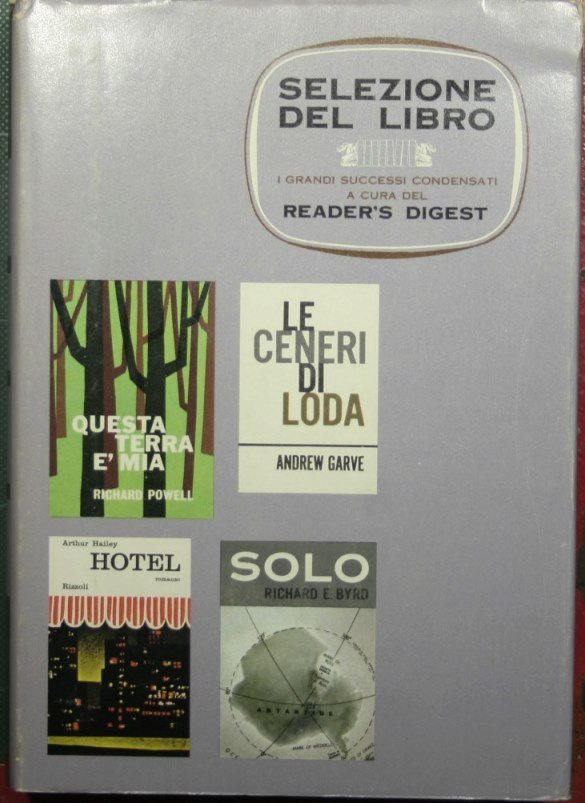 SELEZIONE
DEL LIBRO
I GRANDI SUCCESSI CONDENSATI
A CURA DEL
READER'S DIGEST
QUESTA
TERRA
E' MIA
RICHARD POWELL
LE
CENERI
DI
LODA
ANDREW GARVE
Arthur Hailey
HOTEL
romanzo
Rizzoli
SOLO
RICHARD E. BYRD
ANTARTIDE